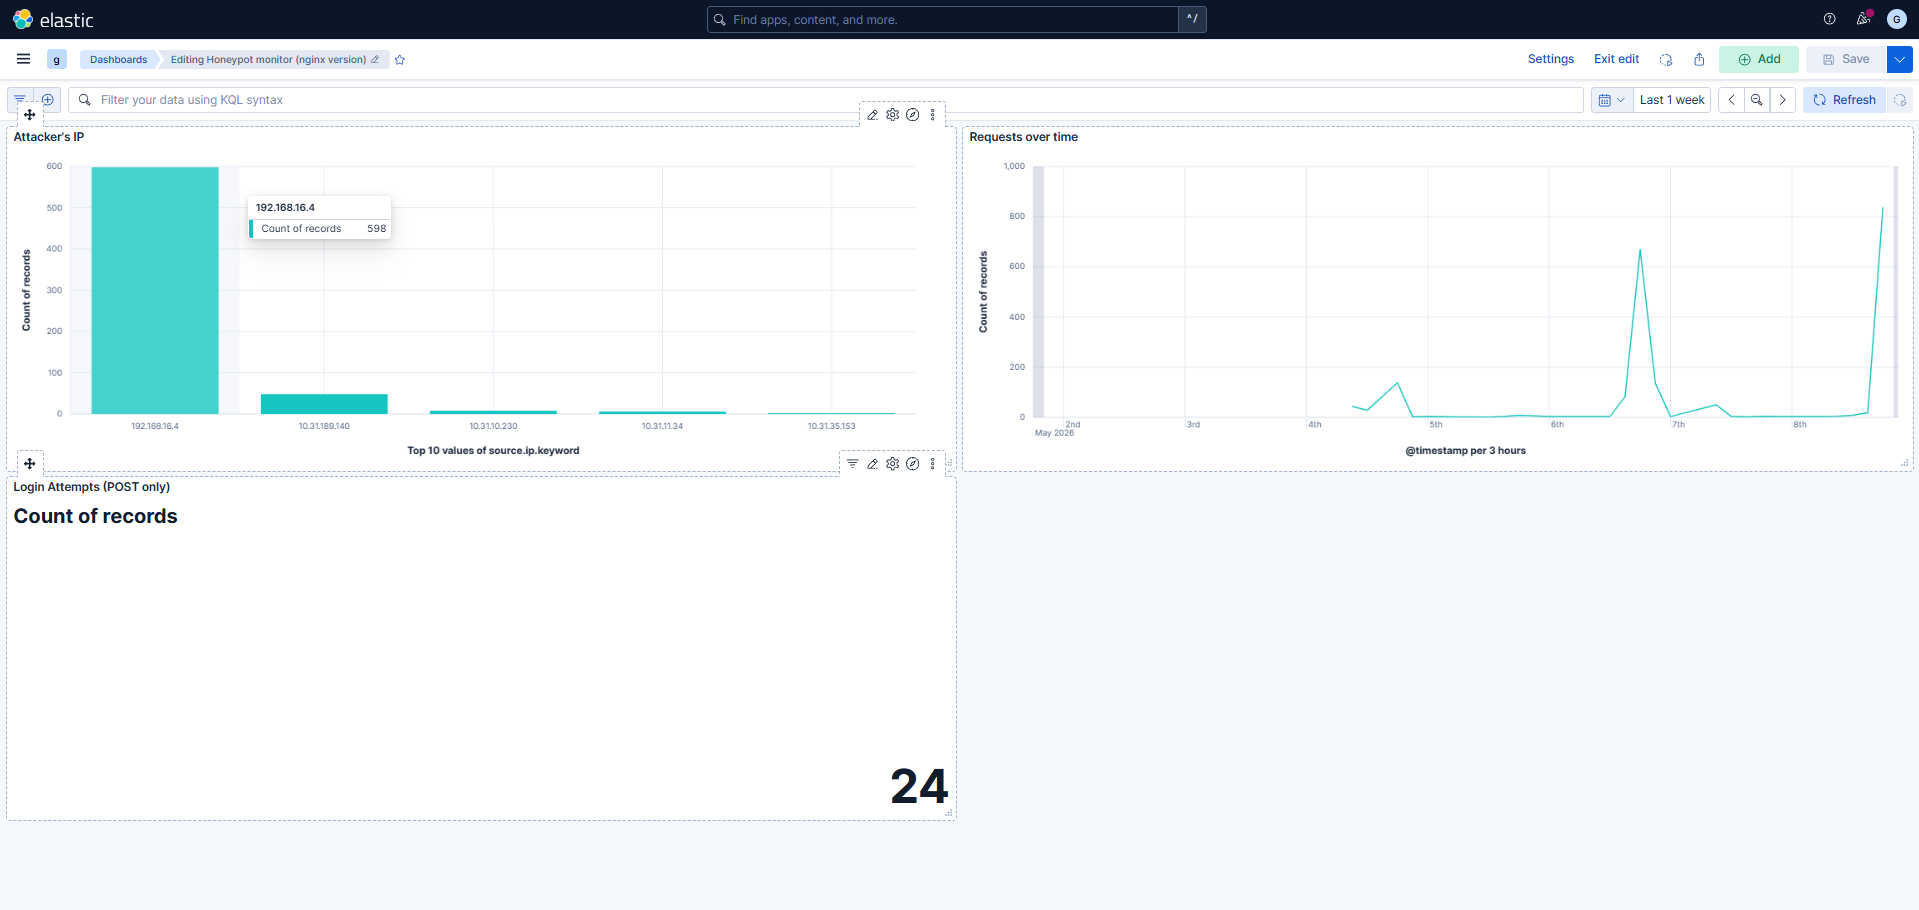 elastic
Find apps, content, and more.
^/
G
g
Dashboards
Editing Honeypot monitor (nginx version)
Settings
Exit edit
Add
Save
Filter your data using KQL syntax
Last 1 week
Refresh
Attacker's IP
600
500
400
300
200
100
0
Count of records
192.168.16.4
Count of records 598
192.168.16.4
10.31.189.140
10.31.10.230
10.31.11.34
10.31.35.153
Top 10 values of source.ip.keyword
Requests over time
1,000
800
600
400
200
0
Count of records
2nd
May 2026
3rd
4th
5th
6th
7th
8th
@timestamp per 3 hours
Login Attempts (POST only)
Count of records
24